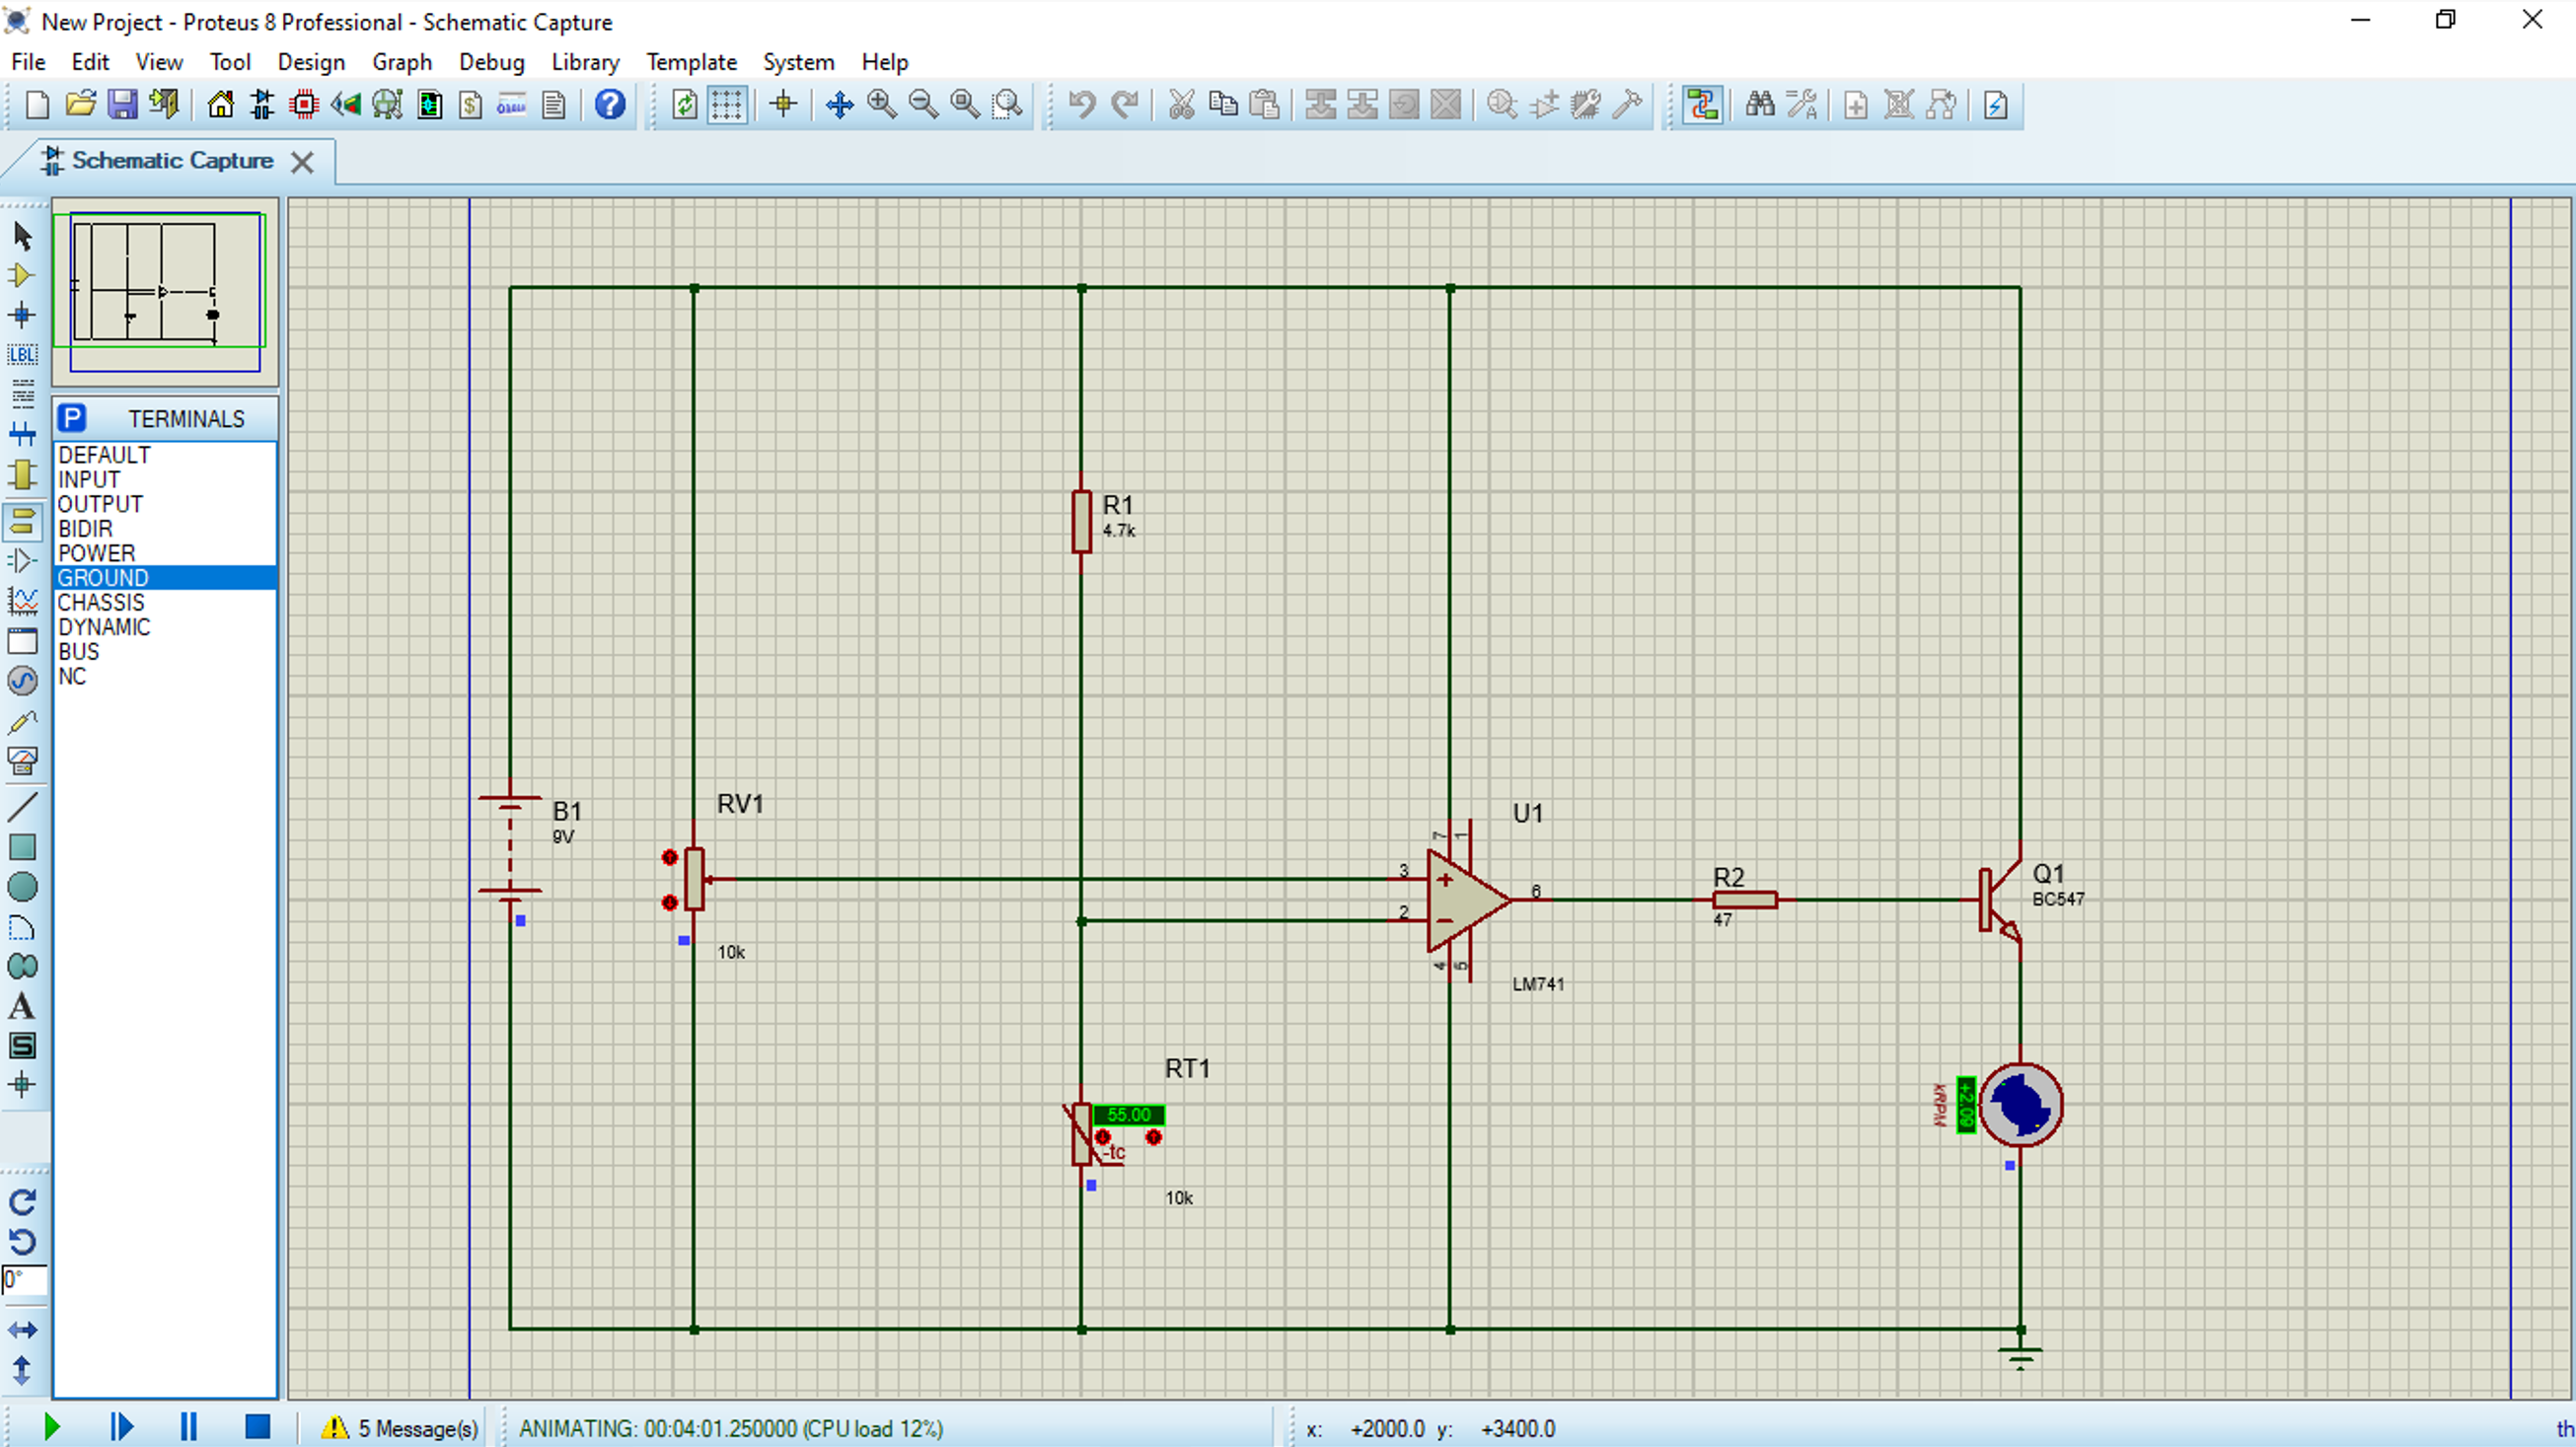 New Project - Proteus 8 Professional - Schematic Capture
File Edit View Tool Design Graph Debug Library Template System Help
Schematic Capture
LBL
P TERMINALS
DEFAULT
INPUT
OUTPUT
BIDIR
POWER
GROUND
CHASSIS
DYNAMIC
BUS
NC
A
S
0°
B1
9V
RV1
10k
R1
4.7k
RT1
55.00
-tc
10k
U1
7 1
3
+
2
−
6
4 5
LM741
R2
47
Q1
BC547
+2.09
kRPM
5 Message(s)
ANIMATING: 00:04:01.250000 (CPU load 12%)
x: +2000.0 y: +3400.0
th